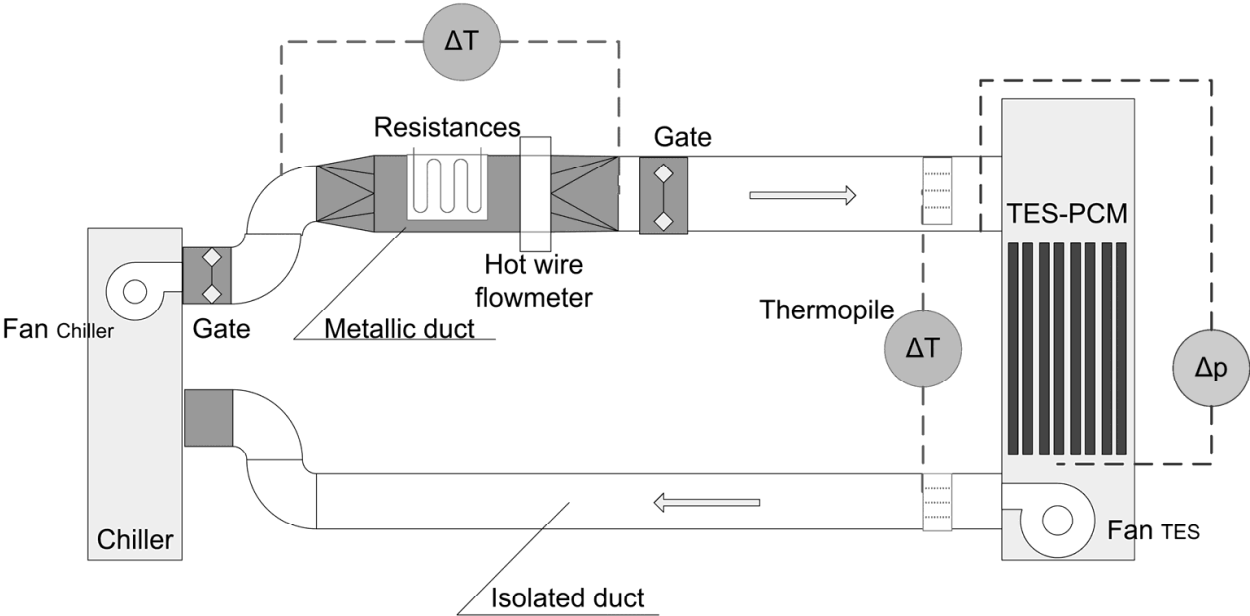 ΔT
Resistances
Gate
TES-PCM
Hot wire
flowmeter
Thermopile
Fan Chiller
Gate
Metallic duct
ΔT
Δp
Chiller
Fan TES
Isolated duct